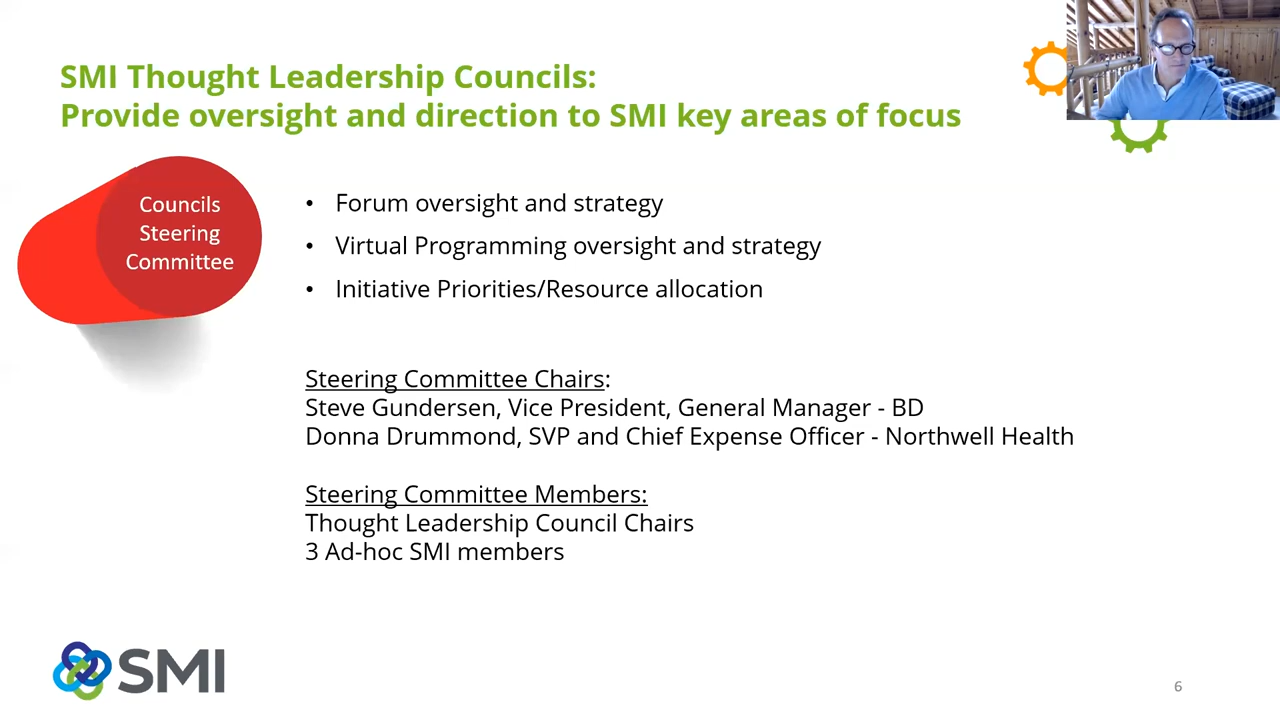 SMI Thought Leadership Councils:
Provide oversight and direction to SMI key areas of focus
Councils
Steering
Committee
• Forum oversight and strategy
• Virtual Programming oversight and strategy
• Initiative Priorities/Resource allocation
Steering Committee Chairs:
Steve Gundersen, Vice President, General Manager - BD
Donna Drummond, SVP and Chief Expense Officer - Northwell Health
Steering Committee Members:
Thought Leadership Council Chairs
3 Ad-hoc SMI members
SMI
6